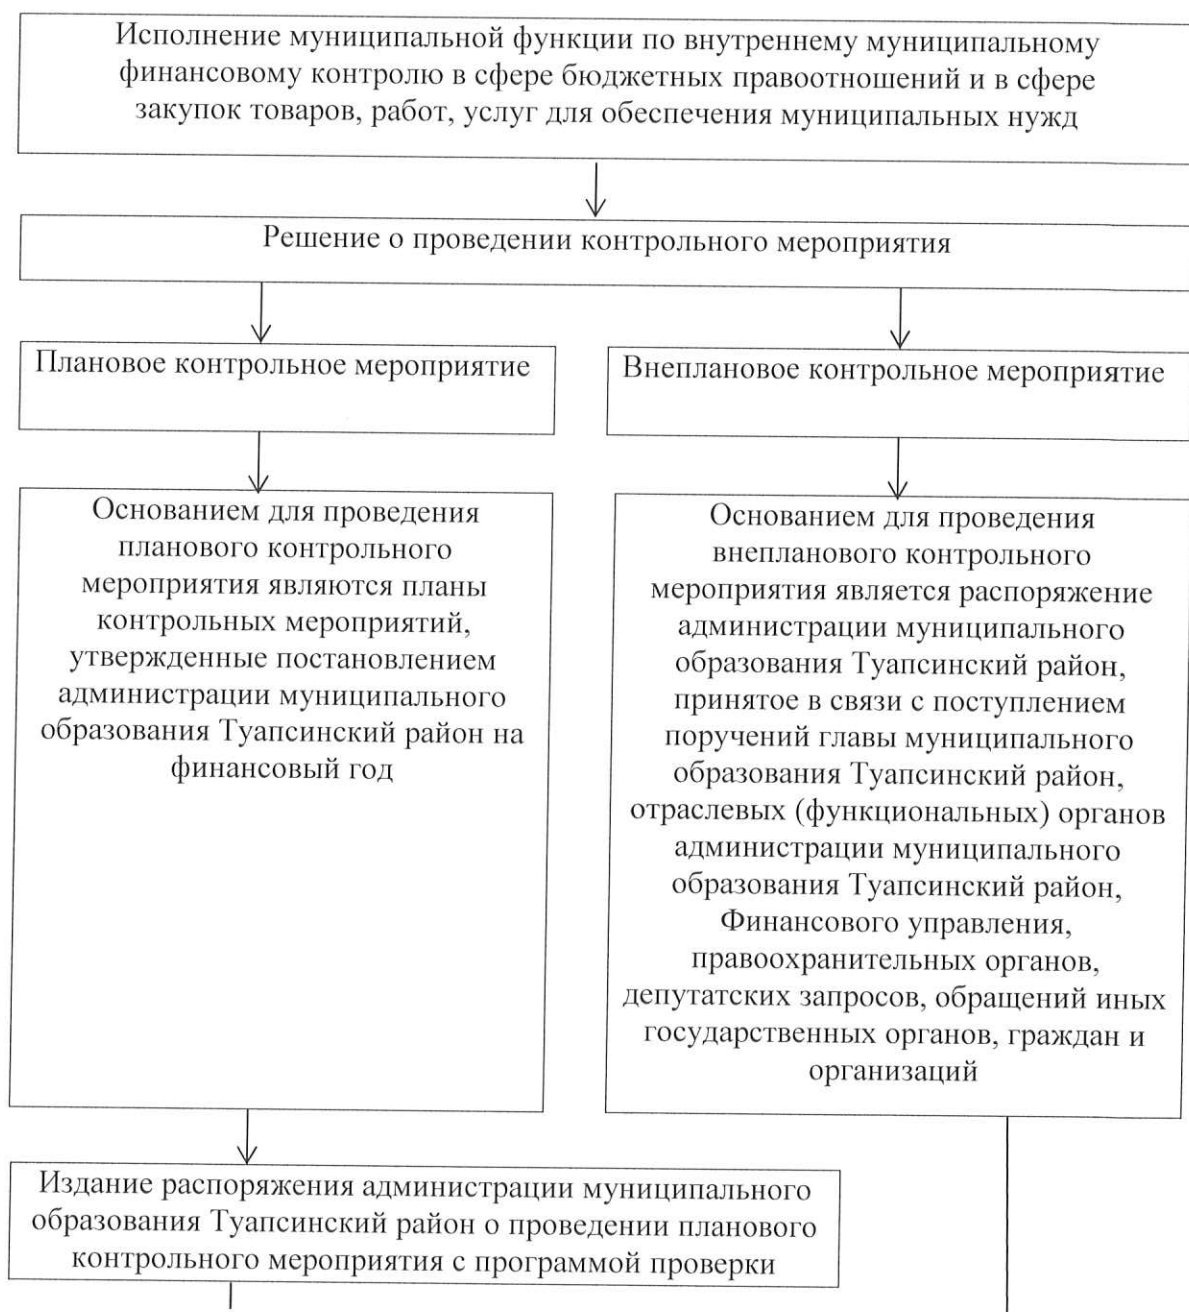 Исполнение муниципальной функции по внутреннему муниципальному
финансовому контролю в сфере бюджетных правоотношений и в сфере
закупок товаров, работ, услуг для обеспечения муниципальных нужд
Решение о проведении контрольного мероприятия
Плановое контрольное мероприятие
Внеплановое контрольное мероприятие
Основанием для проведения
планового контрольного
мероприятия являются планы
контрольных мероприятий,
утвержденные постановлением
администрации муниципального
образования Туапсинский район на
финансовый год
Основанием для проведения
внепланового контрольного
мероприятия является распоряжение
администрации муниципального
образования Туапсинский район,
принятое в связи с поступлением
поручений главы муниципального
образования Туапсинский район,
отраслевых (функциональных) органов
администрации муниципального
образования Туапсинский район,
Финансового управления,
правоохранительных органов,
депутатских запросов, обращений иных
государственных органов, граждан и
организаций
Издание распоряжения администрации муниципального
образования Туапсинский район о проведении планового
контрольного мероприятия с программой проверки